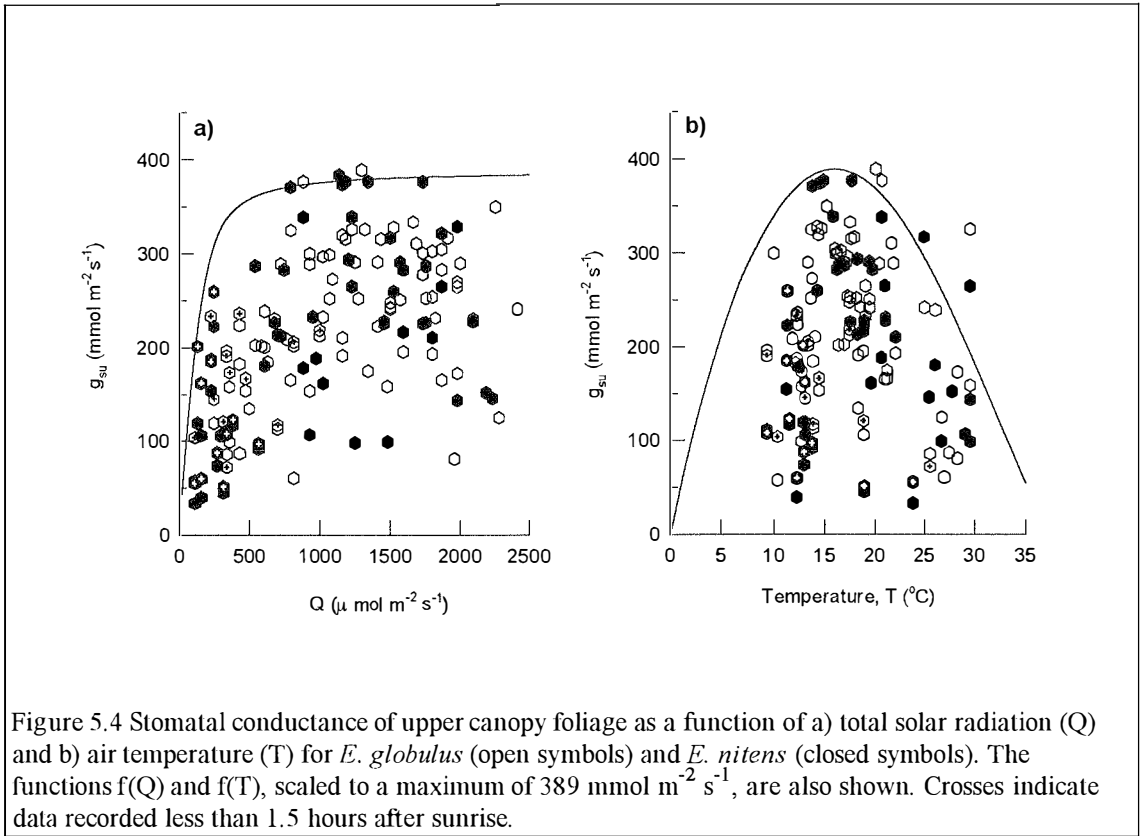 a)
b)
400
300
200
100
0
g_su (mmol m^-2 s^-1)
0 500 1000 1500 2000 2500
Q (μ mol m^-2 s^-1)
400
300
200
100
0
g_su (mmol m^-2 s^-1)
0 5 10 15 20 25 30 35
Temperature, T (°C)
Figure 5.4 Stomatal conductance of upper canopy foliage as a function of a) total solar radiation (Q)
and b) air temperature (T) for E. globulus (open symbols) and E. nitens (closed symbols). The
functions f(Q) and f(T), scaled to a maximum of 389 mmol m^-2 s^-1, are also shown. Crosses indicate
data recorded less than 1.5 hours after sunrise.